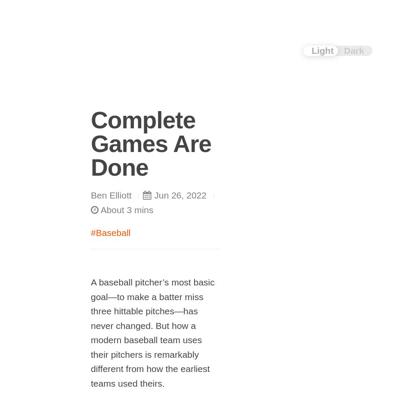 Light Dark
Complete
Games Are
Done
Ben Elliott Jun 26, 2022 ·
About 3 mins
#Baseball
A baseball pitcher’s most basic
goal—to make a batter miss
three hittable pitches—has
never changed. But how a
modern baseball team uses
their pitchers is remarkably
different from how the earliest
teams used theirs.